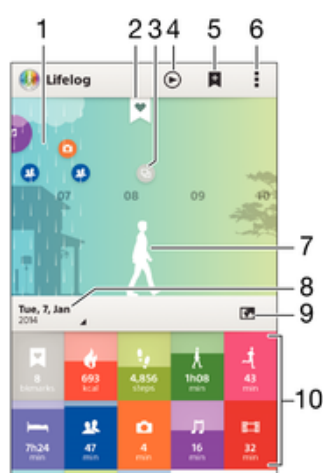 1 2 3 4 5 6
Lifelog
07 08 09 10
7
8
Tue, 7, Jan
2014
9
8 693 4,856 1h08 43
bookmarks kcal steps min min
10
7h24 47 4 16 32
min min min min min